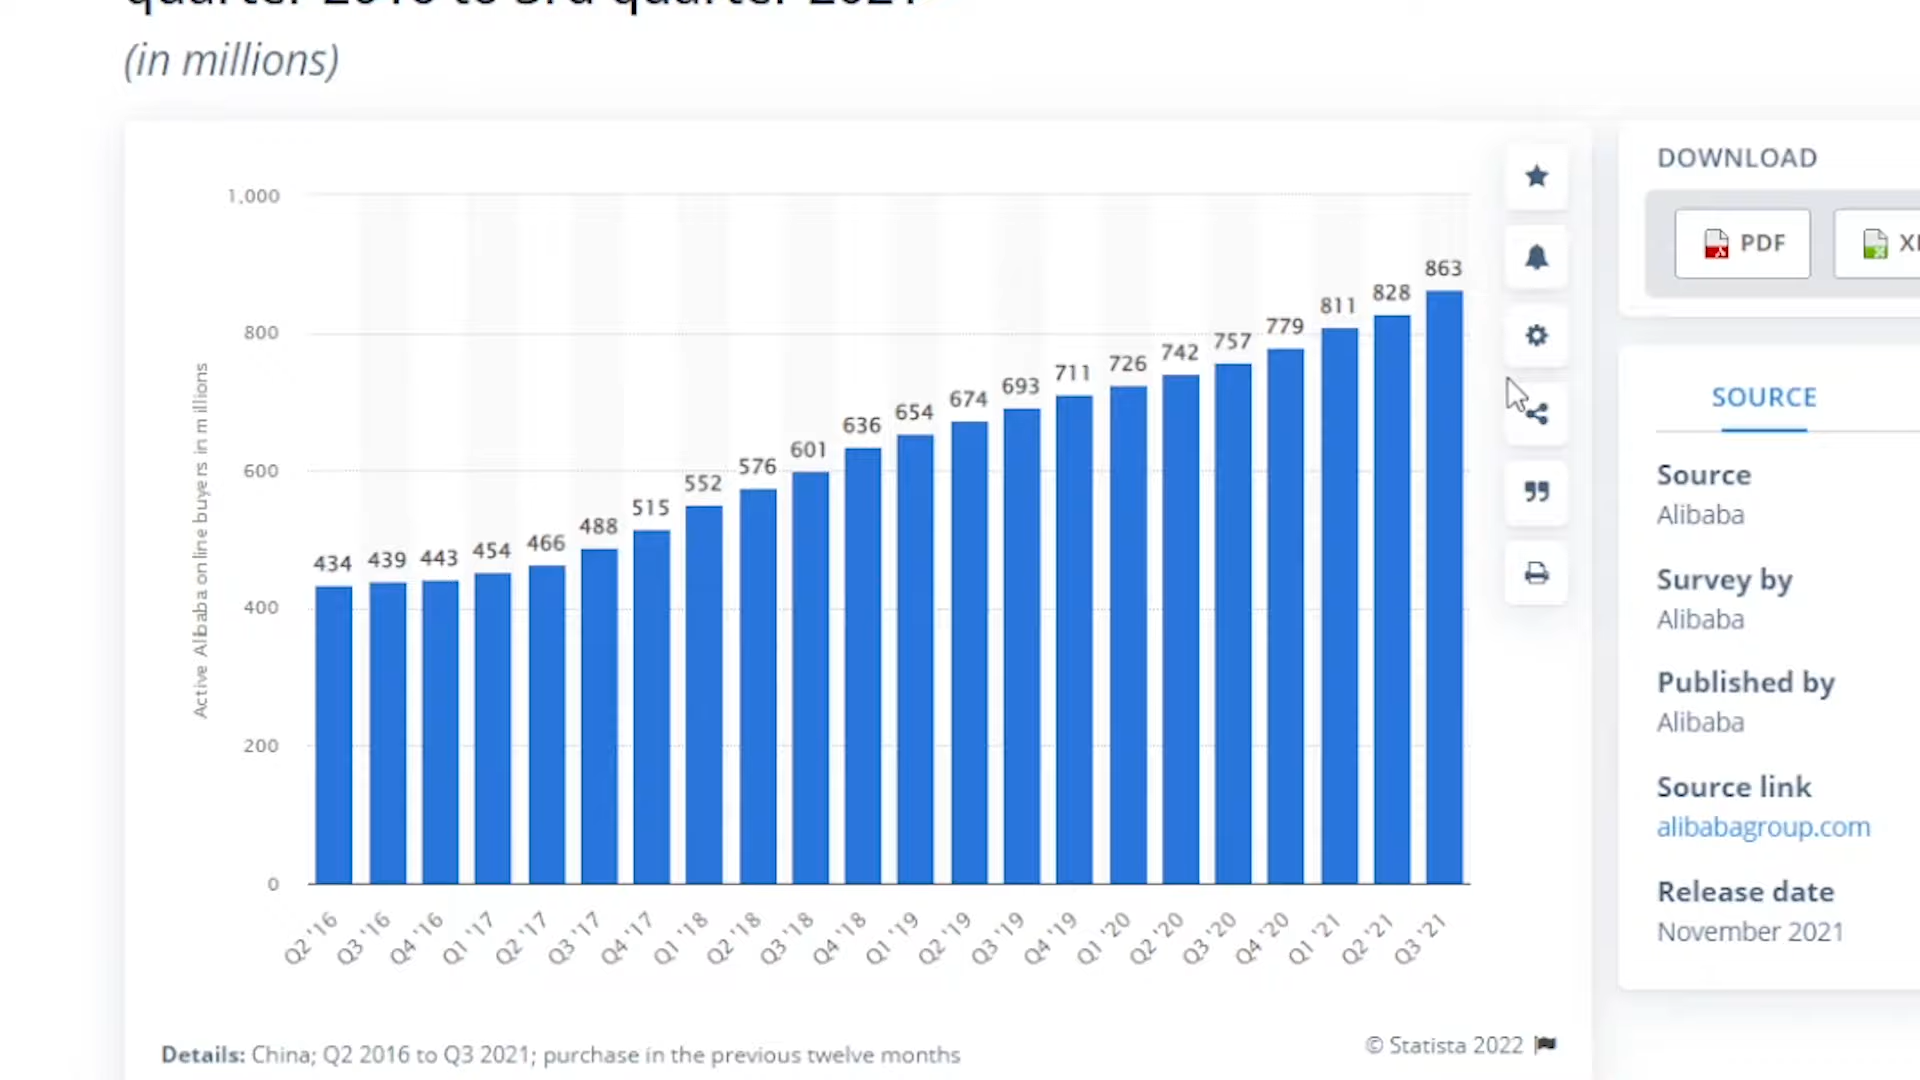 quarter 2016 to 3rd quarter 2021
(in millions)
1,000
800
600
400
200
0
Active Alibaba online buyers in millions
434
439
443
454
466
488
515
552
576
601
636
654
674
693
711
726
742
757
779
811
828
863
Q2 '16
Q3 '16
Q4 '16
Q1 '17
Q2 '17
Q3 '17
Q4 '17
Q1 '18
Q2 '18
Q3 '18
Q4 '18
Q1 '19
Q2 '19
Q3 '19
Q4 '19
Q1 '20
Q2 '20
Q3 '20
Q4 '20
Q1 '21
Q2 '21
Q3 '21
Details: China; Q2 2016 to Q3 2021; purchase in the previous twelve months
© Statista 2022
DOWNLOAD
PDF
SOURCE
Source
Alibaba
Survey by
Alibaba
Published by
Alibaba
Source link
alibabagroup.com
Release date
November 2021